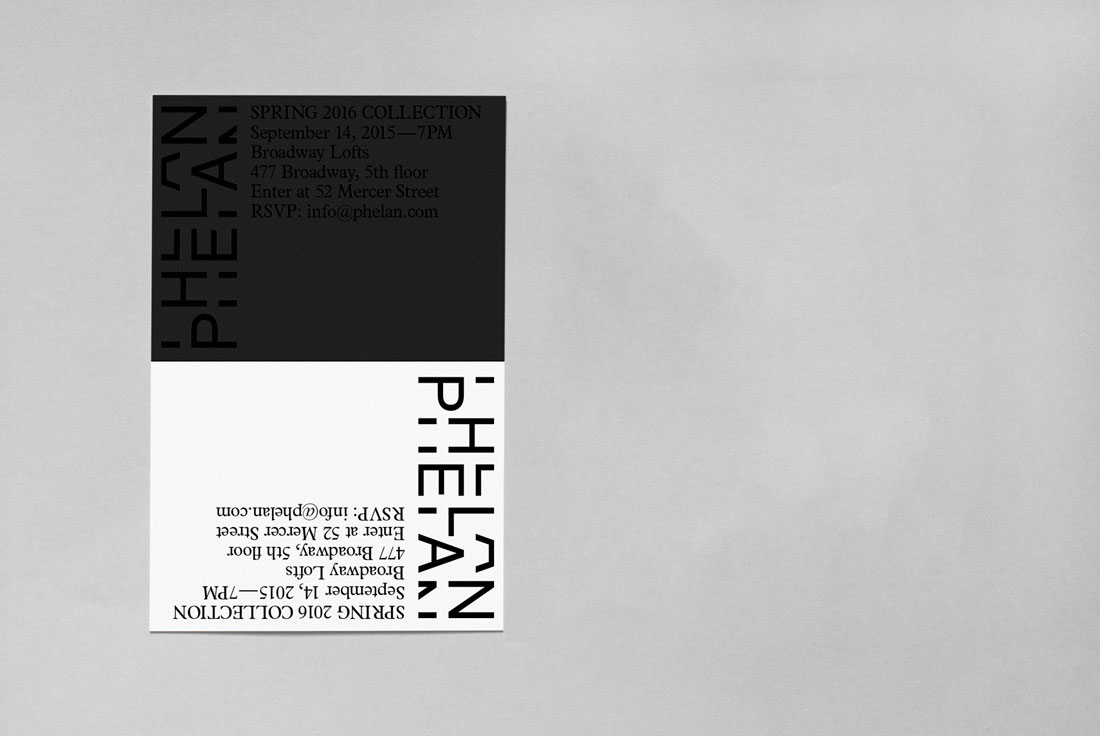 PHELAN
PHELAN
SPRING 2016 COLLECTION
September 14, 2015—7PM
Broadway Lofts
477 Broadway, 5th floor
Enter at 52 Mercer Street
RSVP: info@phelan.com
PHELAN
PHELAN
SPRING 2016 COLLECTION
September 14, 2015—7PM
Broadway Lofts
477 Broadway, 5th floor
Enter at 52 Mercer Street
RSVP: info@phelan.com